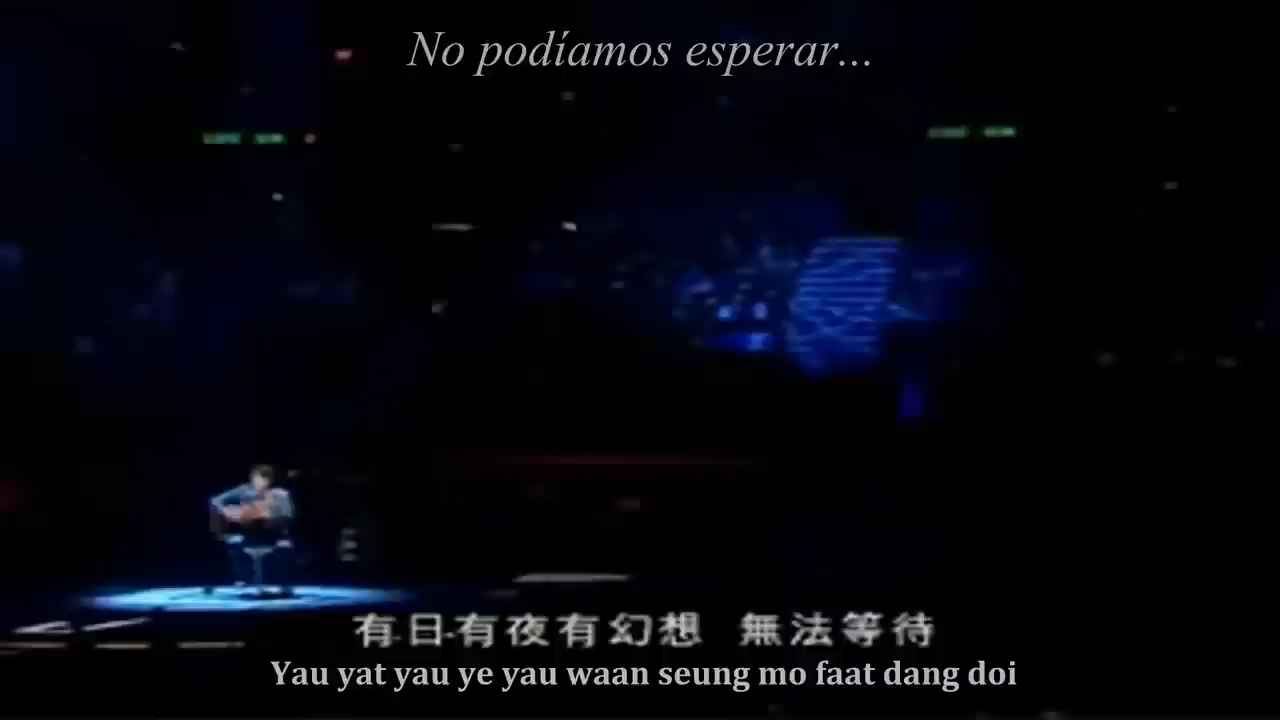 No podíamos esperar...
有日有夜有幻想 無法等待
Yau yat yau ye yau waan seung mo faat dang doi